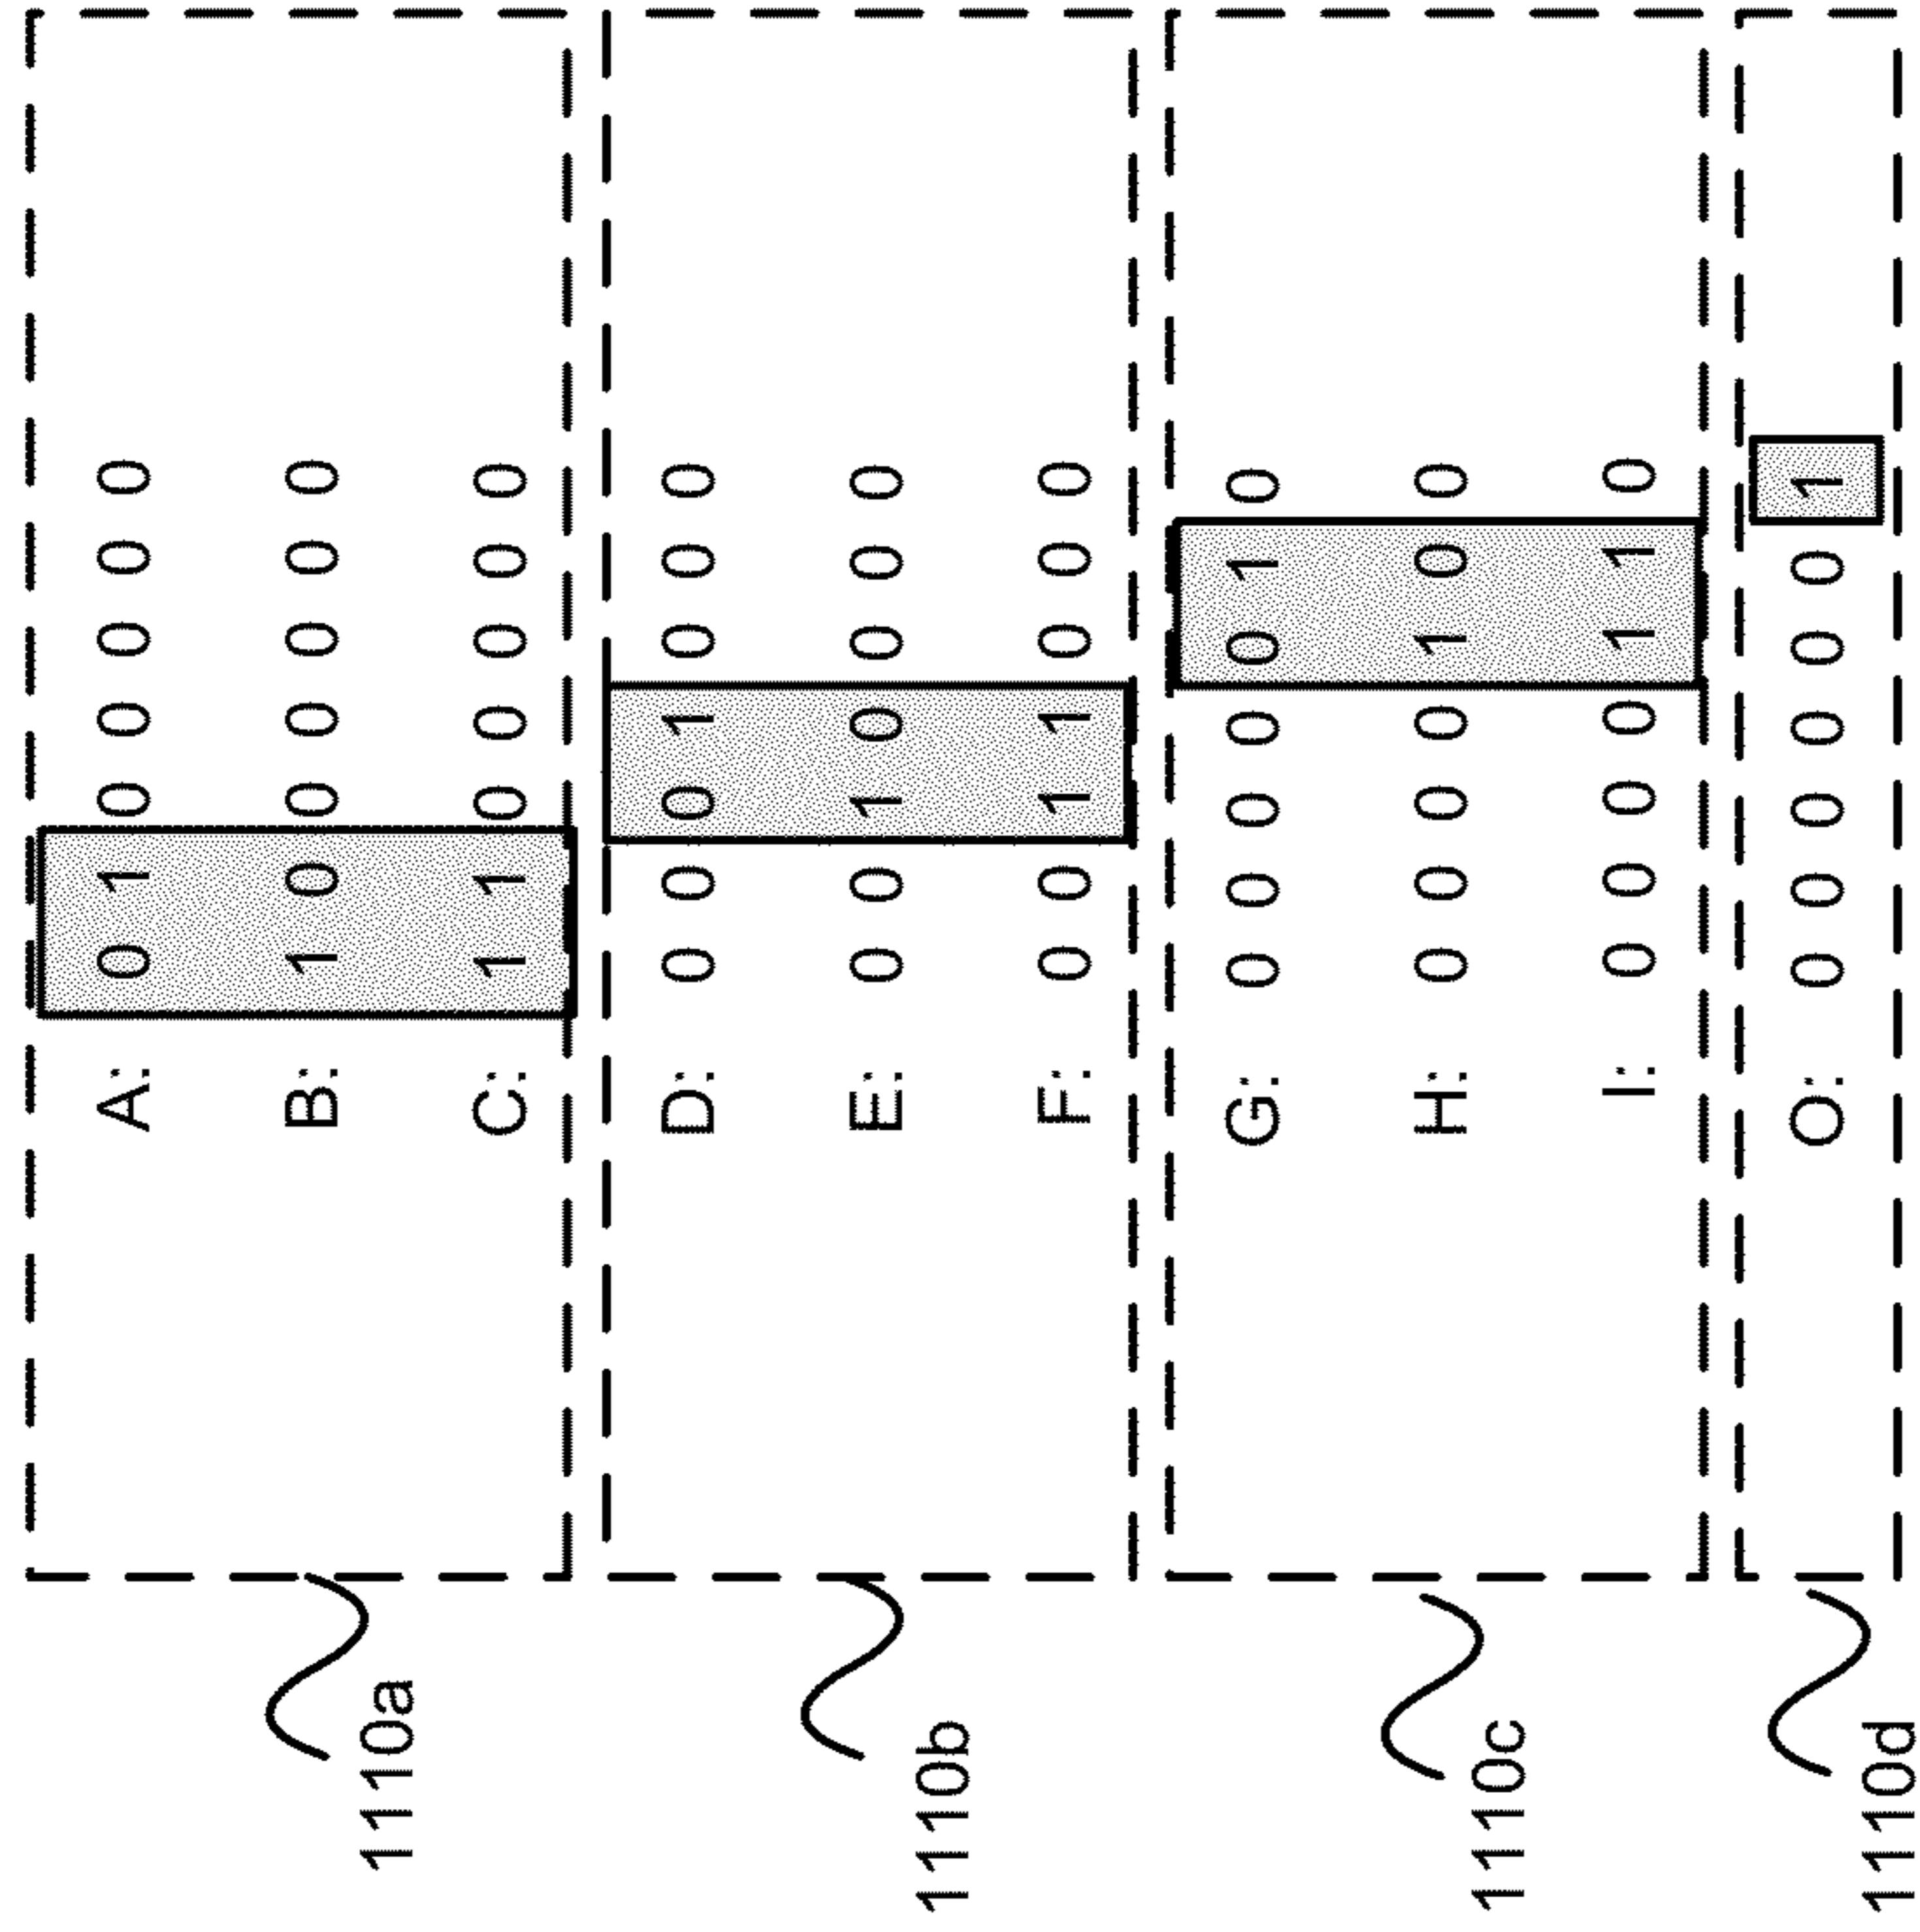 A: 0 1 0 0 0 0 0
B: 1 0 0 0 0 0 0
1110a
C: 1 1 0 0 0 0 0
D: 0 0 0 1 0 0 0
E: 0 0 1 0 0 0 0
1110b
F: 0 0 1 1 0 0 0
G: 0 0 0 0 0 1 0
H: 0 0 0 0 1 0 0
1110c
I: 0 0 0 0 1 1 0
O: 0 0 0 0 0 0 1
1110d